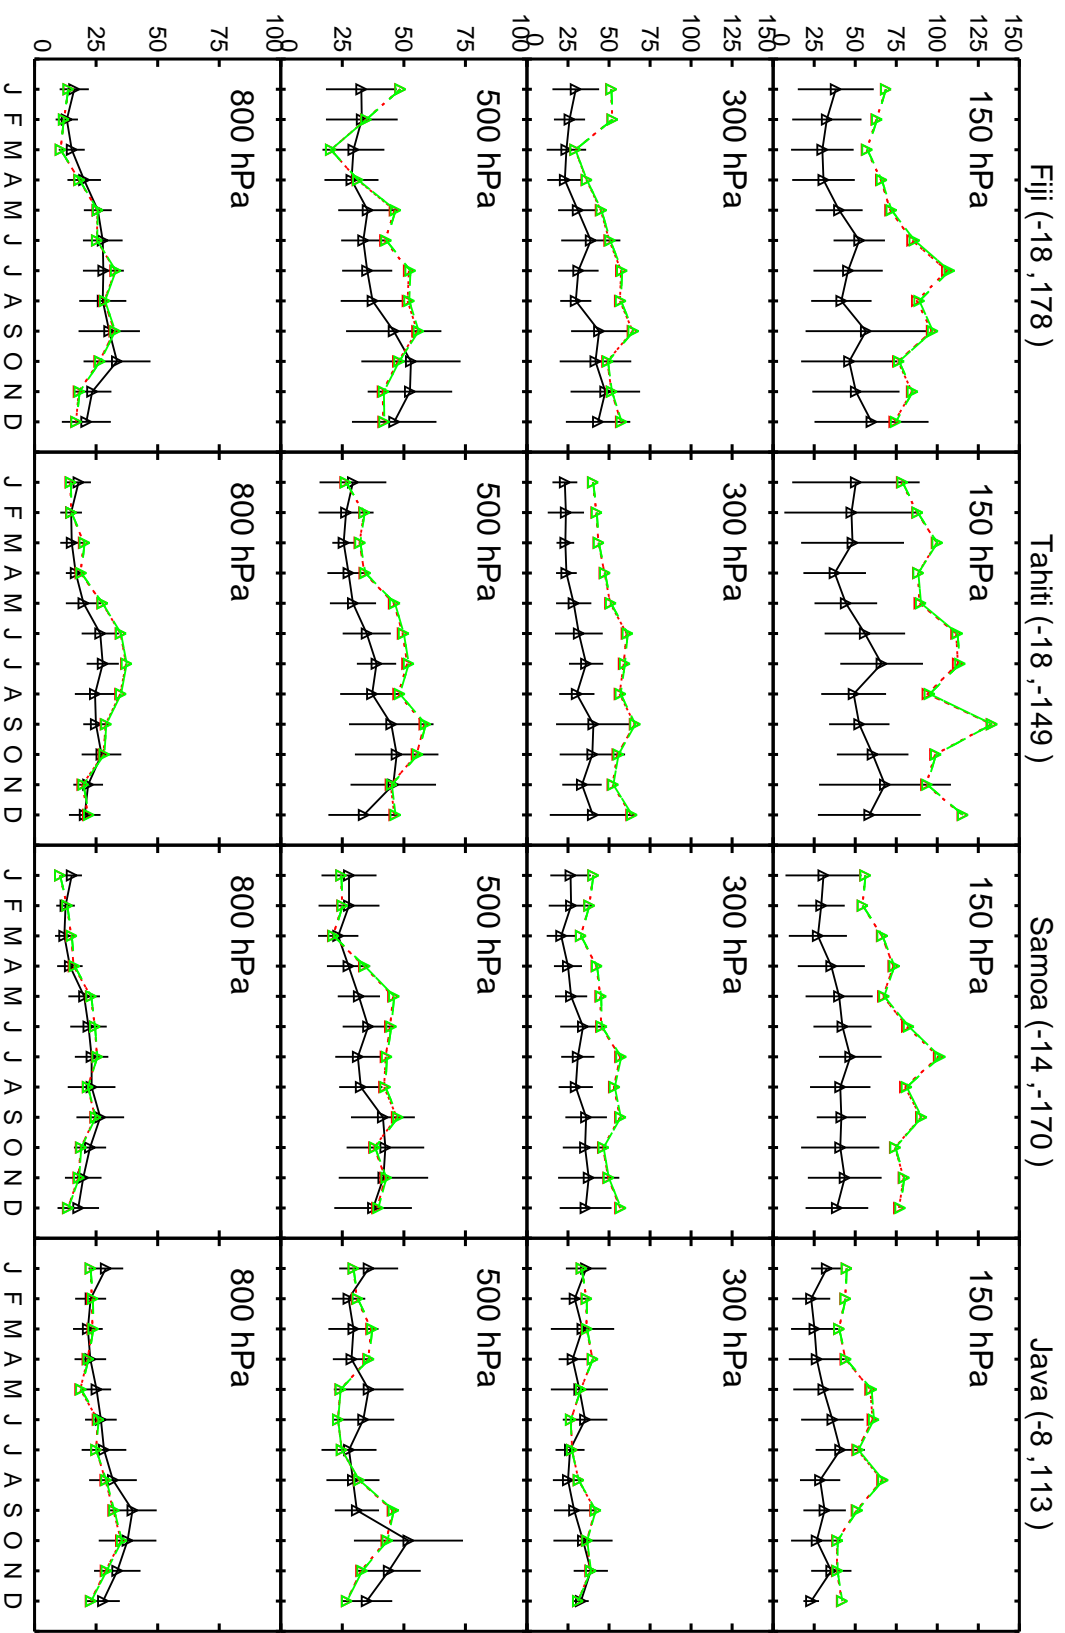 Fiji (-18 ,178 )
Tahiti (-18 ,-149 )
Samoa (-14 ,-170 )
Java (-8 ,113 )
150
125
100
75
50
25
0
150 hPa
150 hPa
150 hPa
150 hPa
150
125
100
75
50
25
0
300 hPa
300 hPa
300 hPa
300 hPa
100
75
50
25
0
500 hPa
500 hPa
500 hPa
500 hPa
100
75
50
25
0
800 hPa
800 hPa
800 hPa
800 hPa
J F M A M J J A S O N D
J F M A M J J A S O N D
J F M A M J J A S O N D
J F M A M J J A S O N D